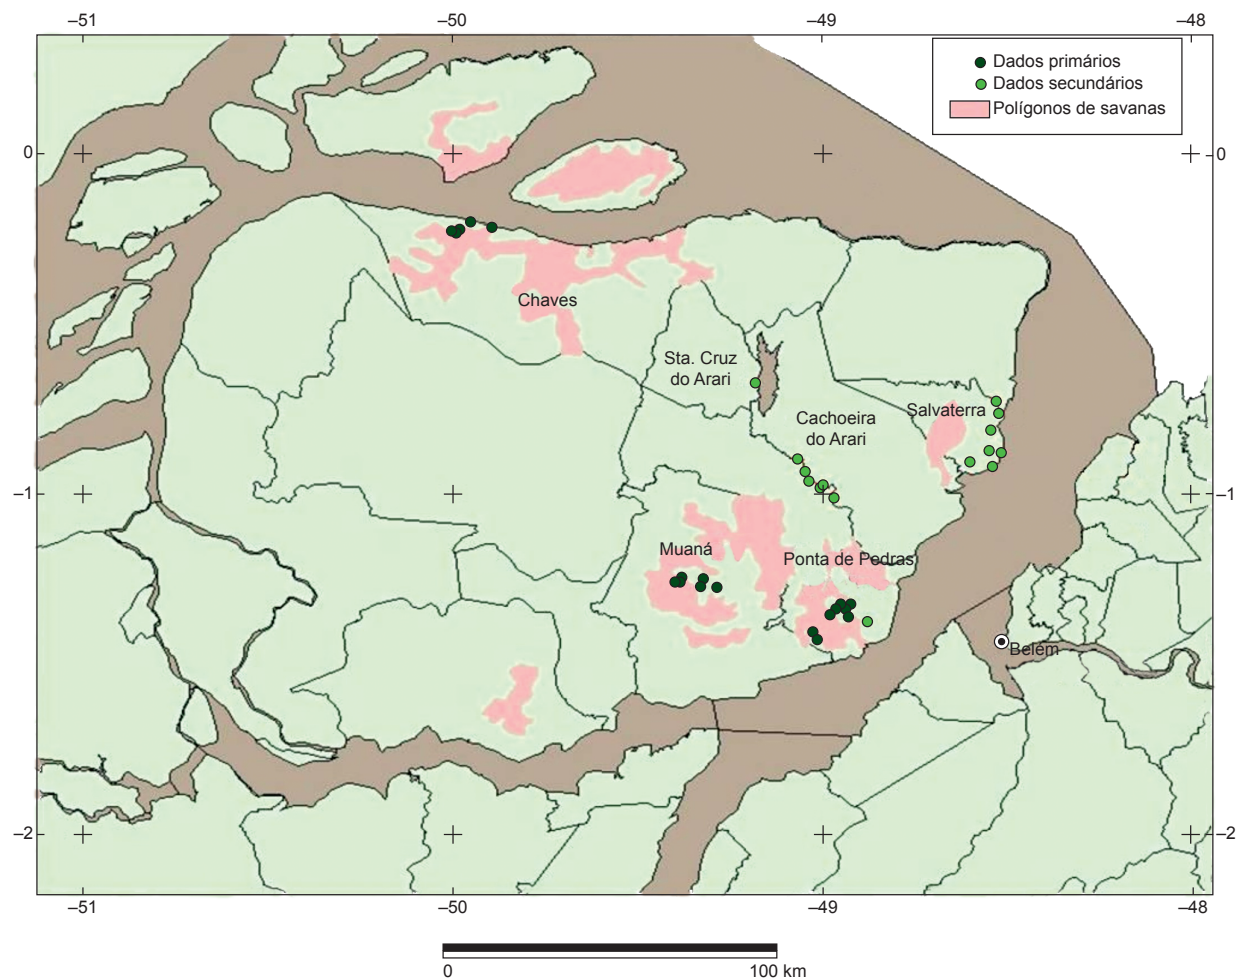 –51
–50
–49
–48
Dados primários
Dados secundários
Polígonos de savanas
0
0
Chaves
Sta. Cruz
do Arari
Cachoeira
do Arari
Salvaterra
–1
–1
Muaná
Ponta de Pedras
Belém
–2
–2
–51
–50
–49
–48
0
100 km